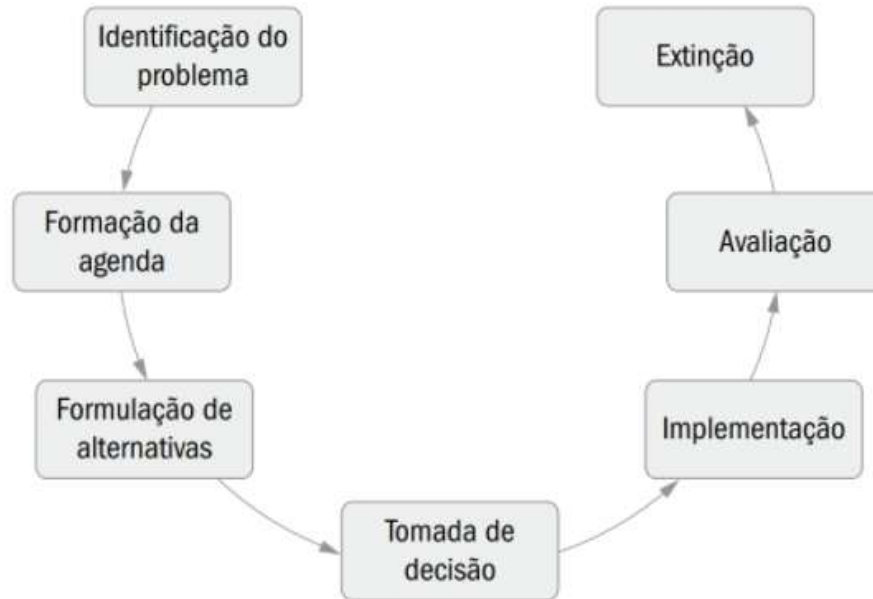 Identificação do
problema
Formação da
agenda
Formulação de
alternativas
Tomada de
decisão
Implementação
Avaliação
Extinção